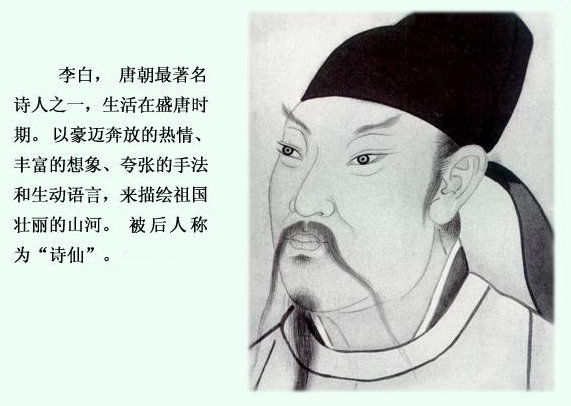 李白， 唐朝最著名
诗人之一，生活在盛唐时
期。以豪迈奔放的热情、
丰富的想象、夸张的手法
和生动语言，来描绘祖国
壮丽的山河。 被后人称
为“诗仙”。